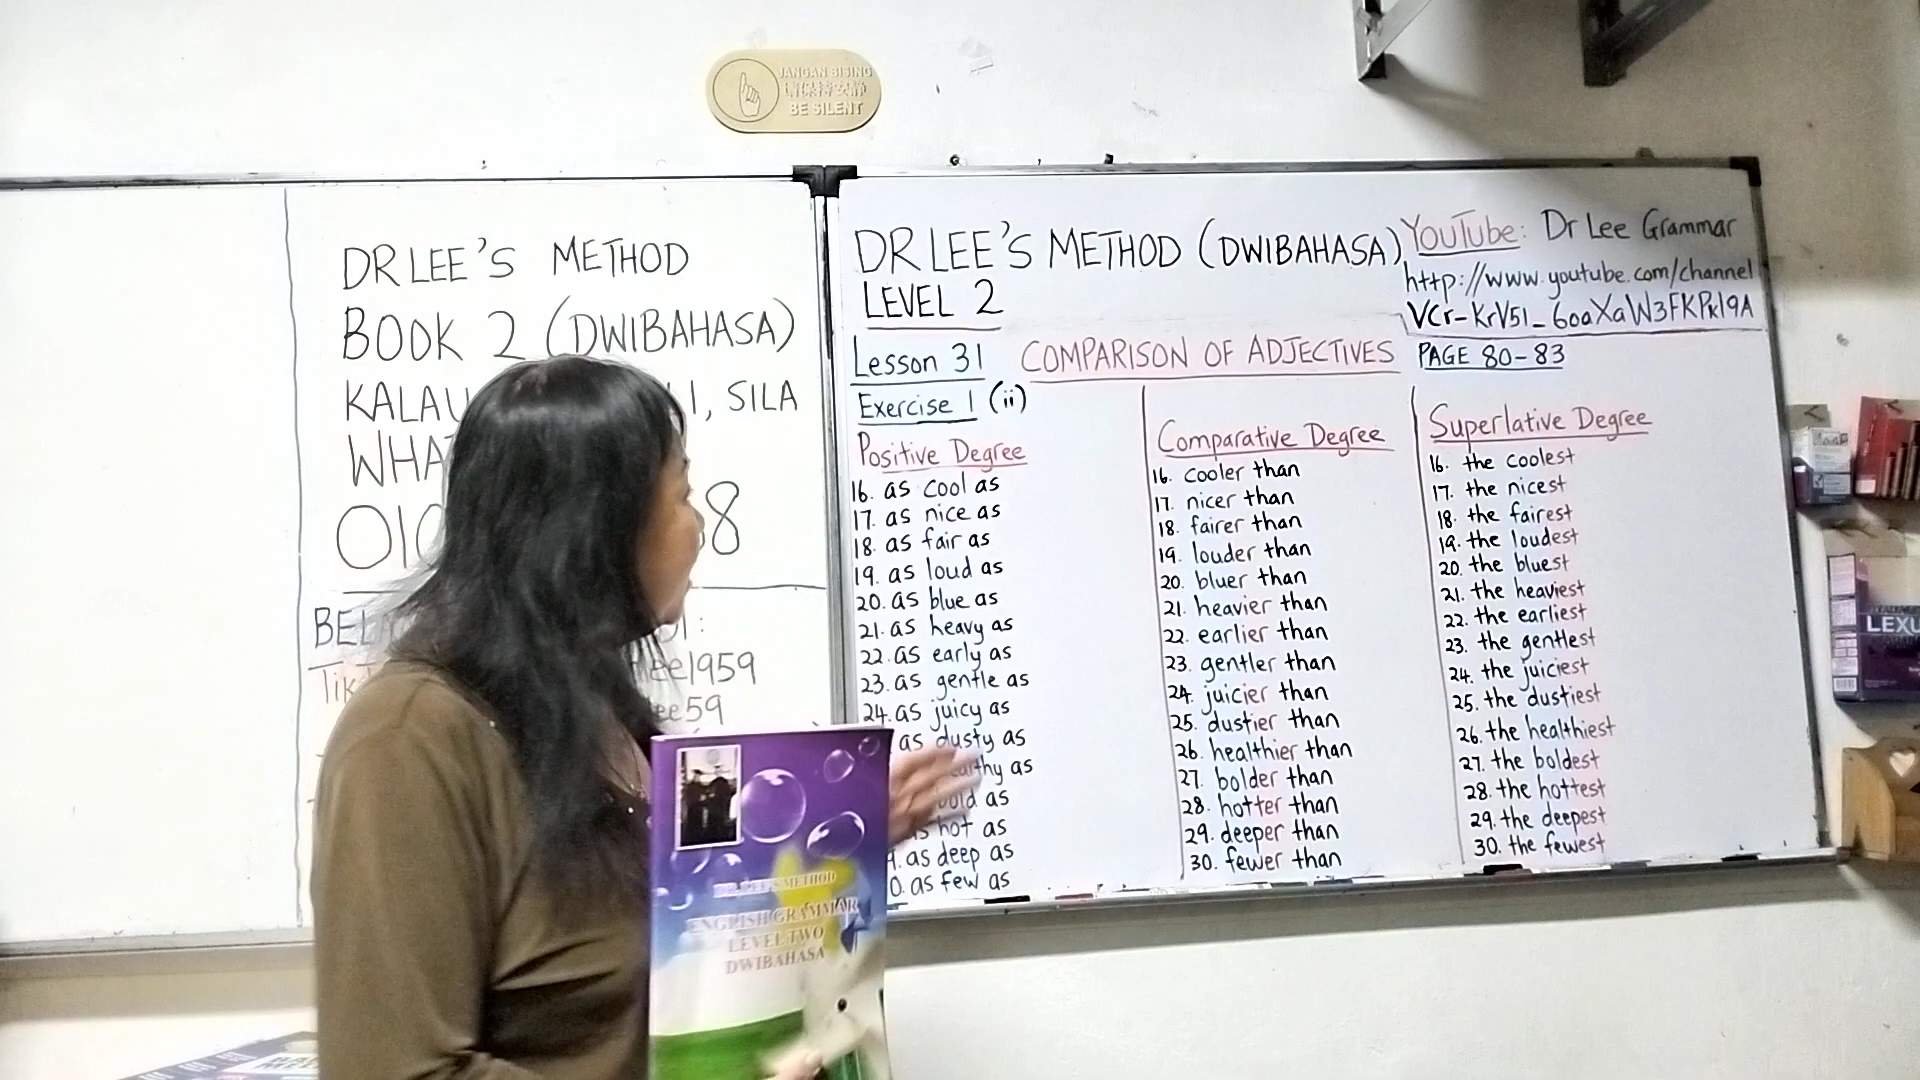 JANGAN BISING
請保持安静
BE SILENT
DR LEE'S METHOD
BOOK 2 (DWIBAHASA)
SILA
DR LEE'S METHOD (DWIBAHASA)
LEVEL 2
YouTube: Dr Lee Grammar
http://www.youtube.com/channel
PAGE 80-83
Lesson 31 COMPARISON OF ADJECTIVES
Exercise 1 (ii)
Positive Degree
16. as cool as
17. as nice as
18. as fair as
19. as loud as
20. as blue as
21. as heavy as
22. as early as
23. as gentle as
24. as juicy as
as dusty as
as
as
hot as
as deep as
as few as
Comparative Degree
16. cooler than
17. nicer than
18. fairer than
19. louder than
20. bluer than
21. heavier than
22. earlier than
23. gentler than
24. juicier than
25. dustier than
26. healthier than
27. bolder than
28. hotter than
29. deeper than
30. fewer than
Superlative Degree
16. the coolest
17. the nicest
18. the fairest
19. the loudest
20. the bluest
21. the heaviest
22. the earliest
23. the gentlest
24. the juiciest
25. the dustiest
26. the healthiest
27. the boldest
28. the hottest
29. the deepest
30. the fewest
DR LEE'S METHOD
ENGLISH GRAMMAR
LEVEL TWO
DWIBAHASA